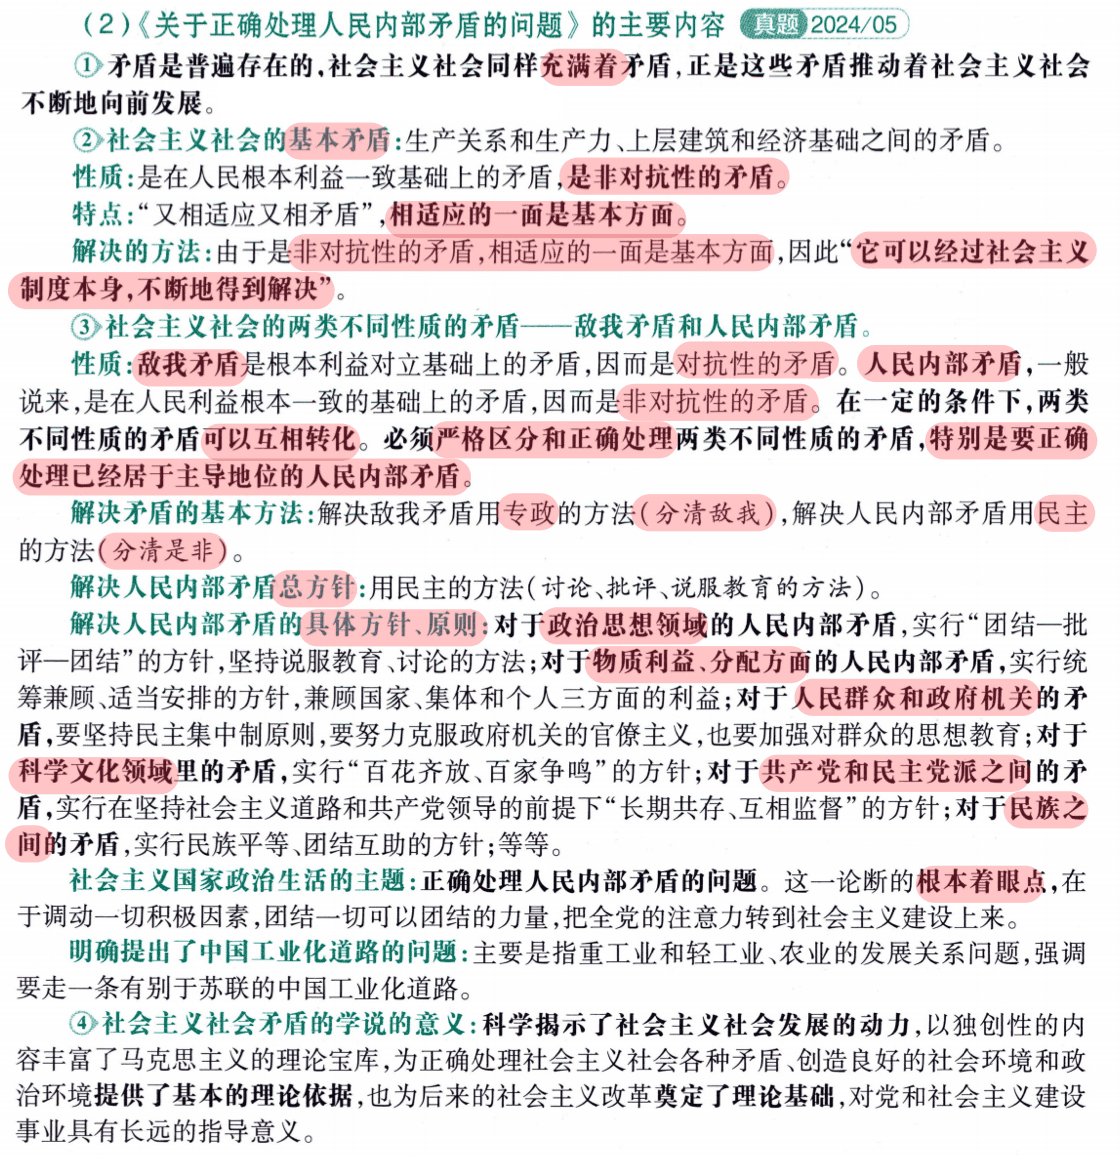 (2)《关于正确处理人民内部矛盾的问题》的主要内容 真题 2024/05
①矛盾是普遍存在的,社会主义社会同样充满着矛盾,正是这些矛盾推动着社会主义社会
不断地向前发展。
②社会主义社会的基本矛盾:生产关系和生产力、上层建筑和经济基础之间的矛盾。
性质:是在人民根本利益一致基础上的矛盾,是非对抗性的矛盾。
特点:“又相适应又相矛盾”,相适应的一面是基本方面。
解决的方法:由于是非对抗性的矛盾,相适应的一面是基本方面,因此“它可以经过社会主义
制度本身,不断地得到解决”。
③社会主义社会的两类不同性质的矛盾——敌我矛盾和人民内部矛盾。
性质:敌我矛盾是根本利益对立基础上的矛盾,因而是对抗性的矛盾。人民内部矛盾,一般
说来,是在人民利益根本一致的基础上的矛盾,因而是非对抗性的矛盾。在一定的条件下,两类
不同性质的矛盾可以互相转化。必须严格区分和正确处理两类不同性质的矛盾,特别是要正确
处理已经居于主导地位的人民内部矛盾。
解决矛盾的基本方法:解决敌我矛盾用专政的方法(分清敌我),解决人民内部矛盾用民主
的方法(分清是非)。
解决人民内部矛盾总方针:用民主的方法(讨论、批评、说服教育的方法)。
解决人民内部矛盾的具体方针、原则:对于政治思想领域的人民内部矛盾,实行“团结—批
评—团结”的方针,坚持说服教育、讨论的方法;对于物质利益、分配方面的人民内部矛盾,实行统
筹兼顾、适当安排的方针,兼顾国家、集体和个人三方面的利益;对于人民群众和政府机关的矛
盾,要坚持民主集中制原则,要努力克服政府机关的官僚主义,也要加强对群众的思想教育;对于
科学文化领域里的矛盾,实行“百花齐放、百家争鸣”的方针;对于共产党和民主党派之间的矛
盾,实行在坚持社会主义道路和共产党领导的前提下“长期共存、互相监督”的方针;对于民族之
间的矛盾,实行民族平等、团结互助的方针;等等。
社会主义国家政治生活的主题:正确处理人民内部矛盾的问题。这一论断的根本着眼点,在
于调动一切积极因素,团结一切可以团结的力量,把全党的注意力转到社会主义建设上来。
明确提出了中国工业化道路的问题:主要是指重工业和轻工业、农业的发展关系问题,强调
要走一条有别于苏联的中国工业化道路。
④社会主义社会矛盾的学说的意义:科学揭示了社会主义社会发展的动力,以独创性的内
容丰富了马克思主义的理论宝库,为正确处理社会主义社会各种矛盾、创造良好的社会环境和政
治环境提供了基本的理论依据,也为后来的社会主义改革奠定了理论基础,对党和社会主义建设
事业具有长远的指导意义。